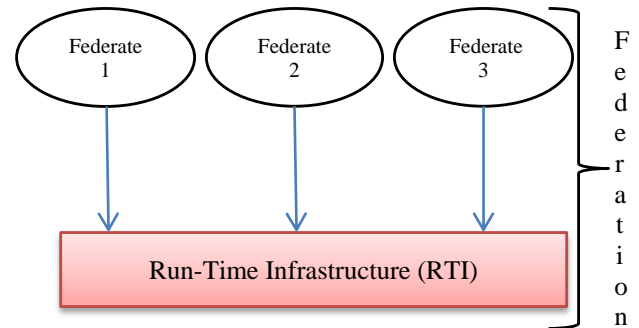 Federate
1
Federate
2
Federate
3
Run-Time Infrastructure (RTI)
F
e
d
e
r
a
t
i
o
n